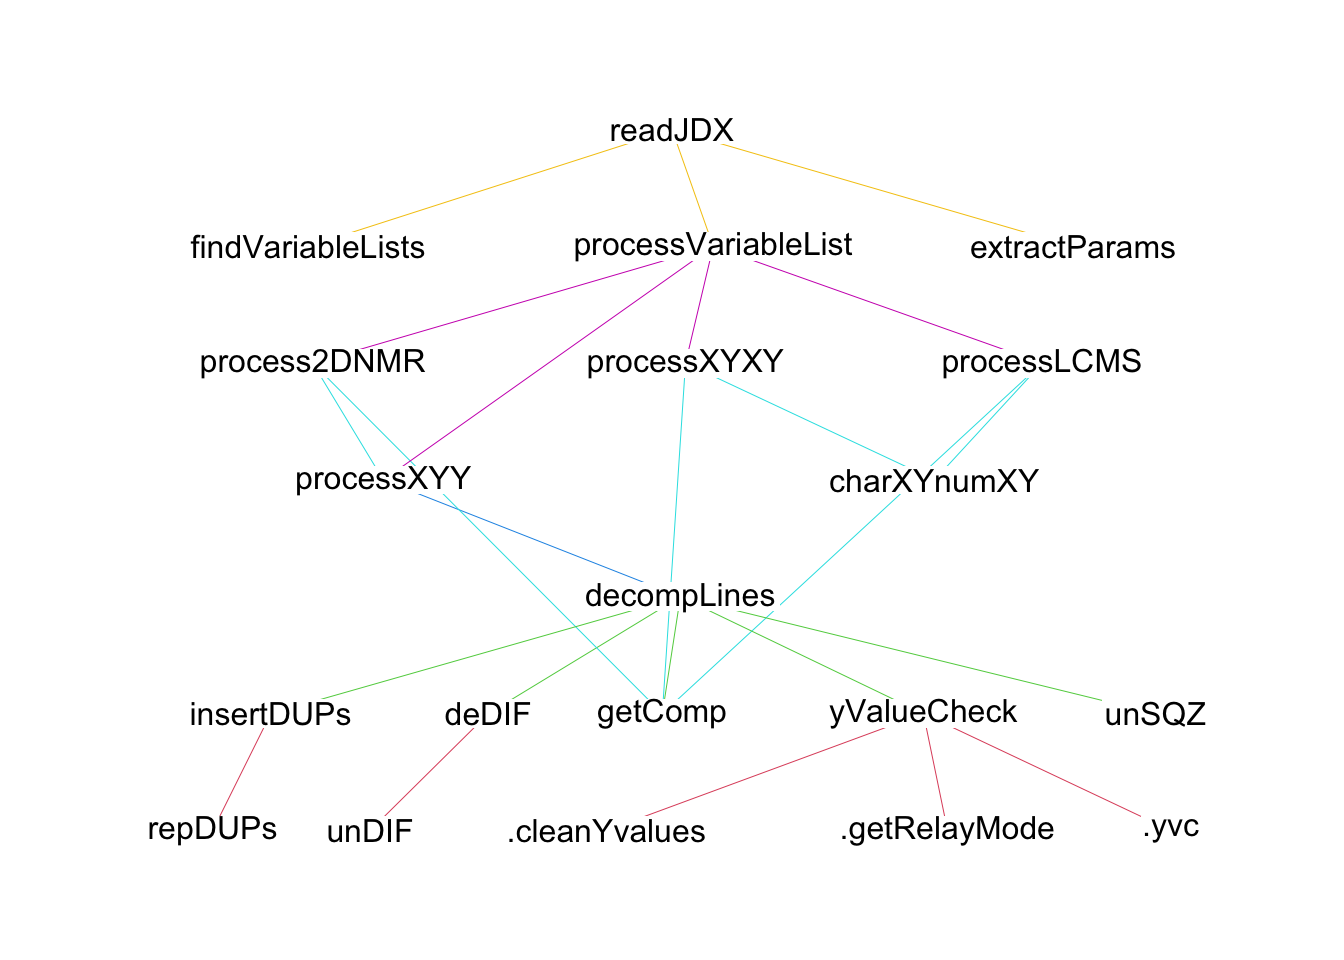 readJDX
findVariableLists
processVariableList
extractParams
process2DNMR
processXYXY
processLCMS
processXYY
charXYnumXY
decompLines
insertDUPs
deDIF
getComp
yValueCheck
unSQZ
repDUPs
unDIF
.cleanYvalues
.getRelayMode
.yvc